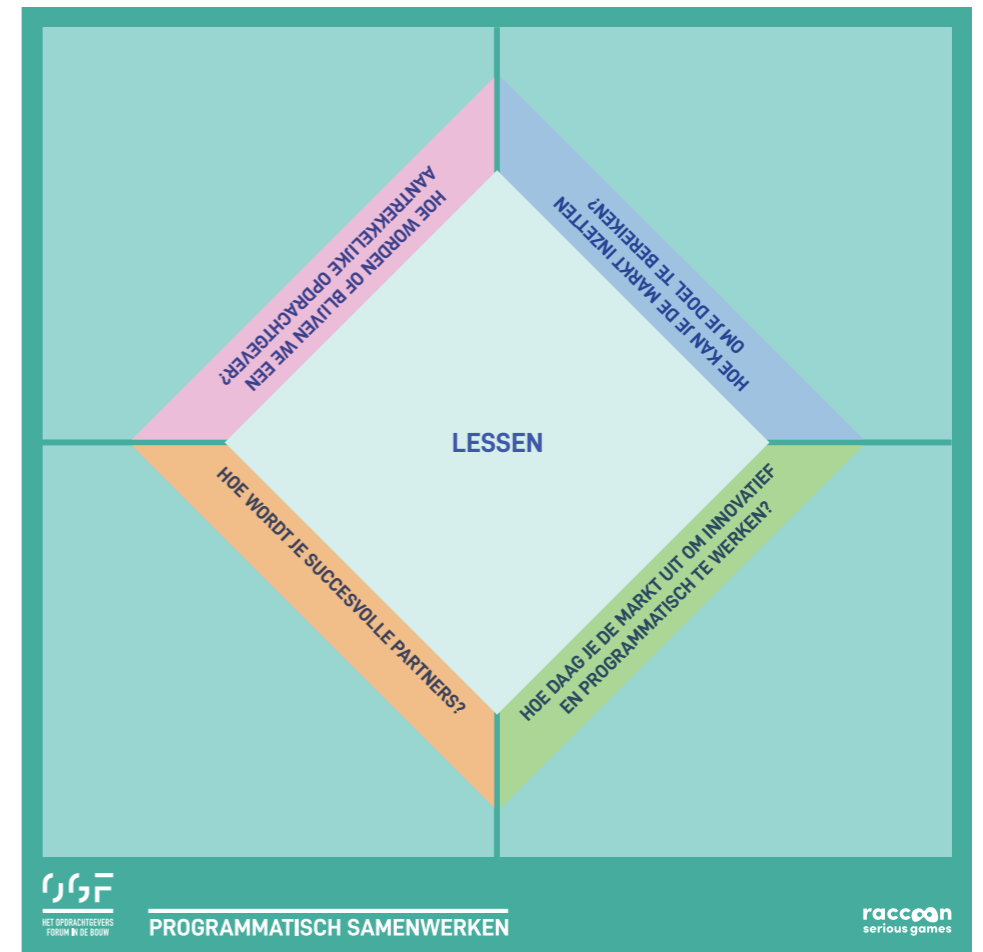 HOE WORDEN OF BLIJVEN WE EEN
AANTREKKELIJKE OPDRACHTGEVER?
HOE KAN JE DE MARKT INZETTEN
OM JE DOEL TE BEREIKEN?
LESSEN
HOE WORDT JE SUCCESVOLLE PARTNERS?
HOE DAAG JE DE MARKT UIT OM INNOVATIEF
EN PROGRAMMATISCH TE WERKEN?
OGF
HET OPDRACHTGEVERS
FORUM IN DE BOUW
PROGRAMMATISCH SAMENWERKEN
raccoon
serious games